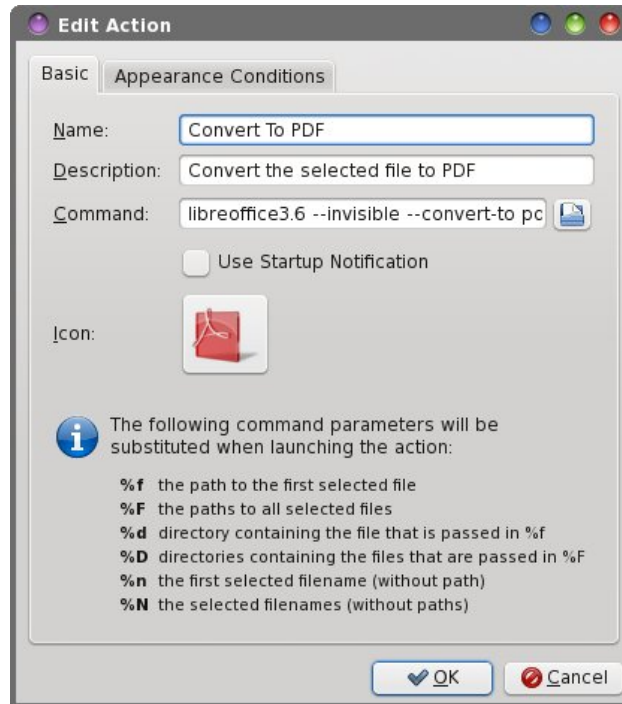 Edit Action
Basic
Appearance Conditions
Name:
Convert To PDF
Description:
Convert the selected file to PDF
Command:
libreoffice3.6 --invisible --convert-to
Use Startup Notification
Icon:
The following command parameters will be
substituted when launching the action:
%f the path to the first selected file
%F the paths to all selected files
%d directory containing the file that is passed in %f
%D directories containing the files that are passed in %F
%n the first selected filename (without path)
%N the selected filenames (without paths)
OK
Cancel